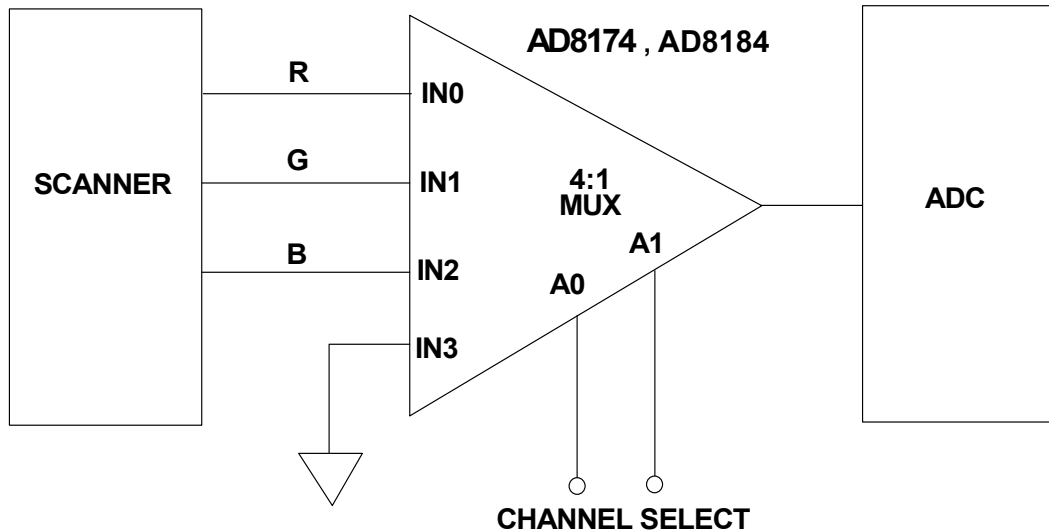 AD8174 , AD8184
R
IN0
SCANNER
G
IN1
4:1
MUX
ADC
A1
B
IN2
A0
IN3
CHANNEL SELECT